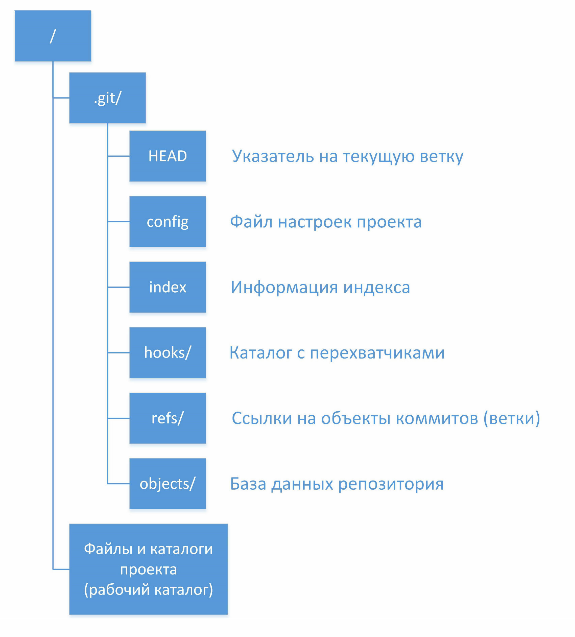 /
.git/
HEAD
Указатель на текущую ветку
config
Файл настроек проекта
index
Информация индекса
hooks/
Каталог с перехватчиками
refs/
Ссылки на объекты коммитов (ветки)
objects/
База данных репозитория
Файлы и каталоги
проекта
(рабочий каталог)